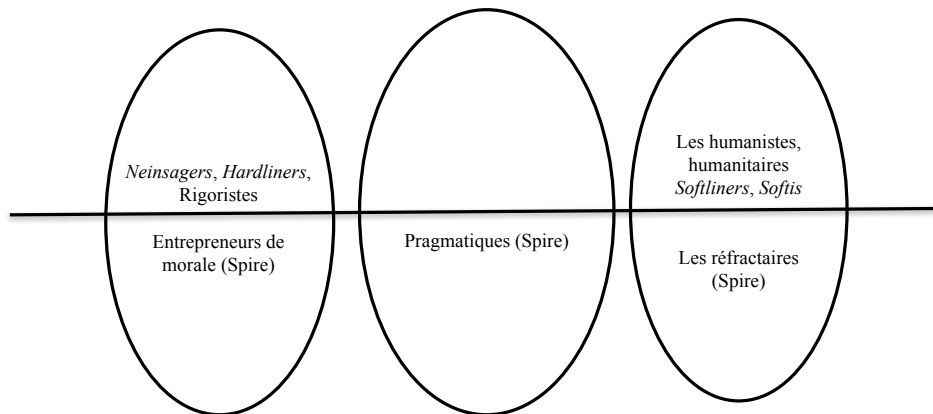 Neinsagers, Hardliners,
Rigoristes
Entrepreneurs de
morale (Spire)
Pragmatiques (Spire)
Les humanistes,
humanitaires
Softliners, Softis
Les réfractaires
(Spire)